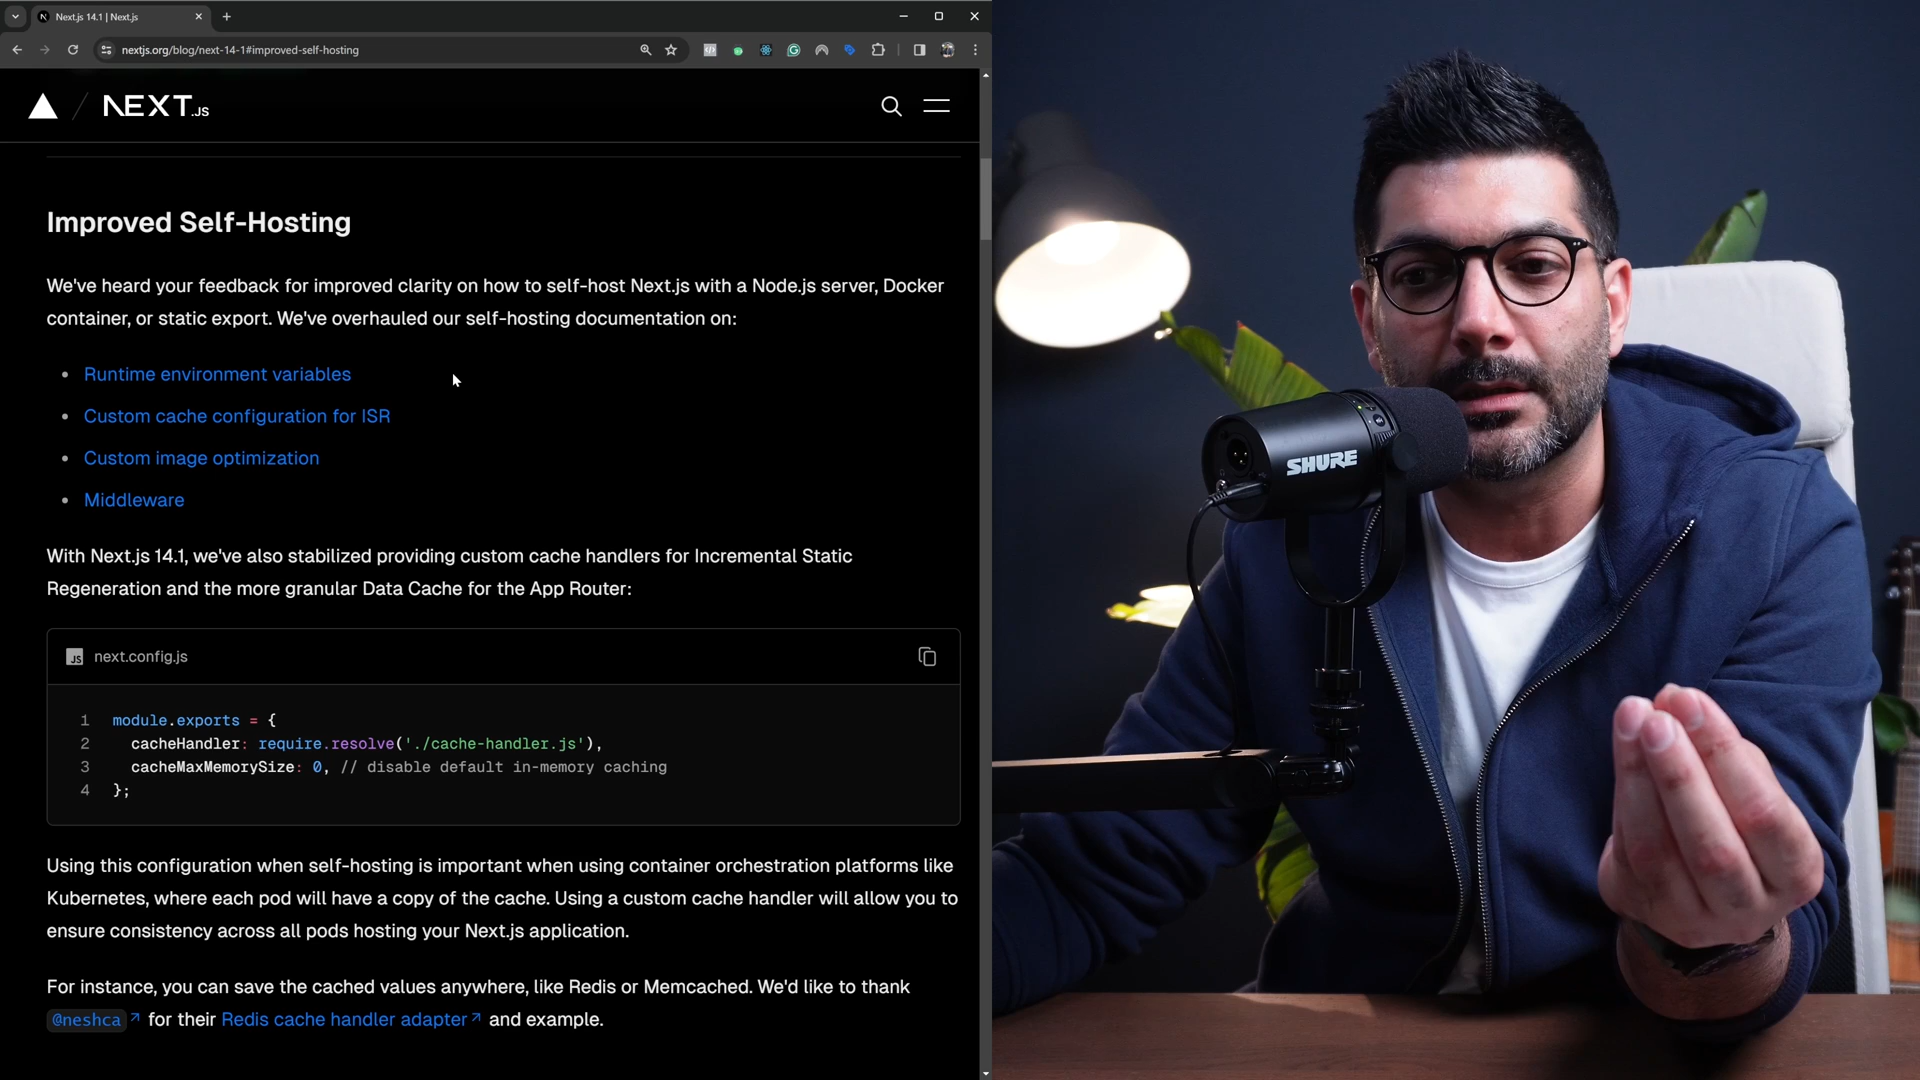 Next.js 14.1 | Next.js
nextjs.org/blog/next-14-1#improved-self-hosting
NEXT.JS
Improved Self-Hosting
We've heard your feedback for improved clarity on how to self-host Next.js with a Node.js server, Docker
container, or static export. We've overhauled our self-hosting documentation on:
Runtime environment variables
Custom cache configuration for ISR
Custom image optimization
Middleware
With Next.js 14.1, we've also stabilized providing custom cache handlers for Incremental Static
Regeneration and the more granular Data Cache for the App Router:
JS next.config.js
1 module.exports = {
2 cacheHandler: require.resolve('./cache-handler.js'),
3 cacheMaxMemorySize: 0, // disable default in-memory caching
4 };
Using this configuration when self-hosting is important when using container orchestration platforms like
Kubernetes, where each pod will have a copy of the cache. Using a custom cache handler will allow you to
ensure consistency across all pods hosting your Next.js application.
For instance, you can save the cached values anywhere, like Redis or Memcached. We'd like to thank
@neshca for their Redis cache handler adapter and example.
SHURE